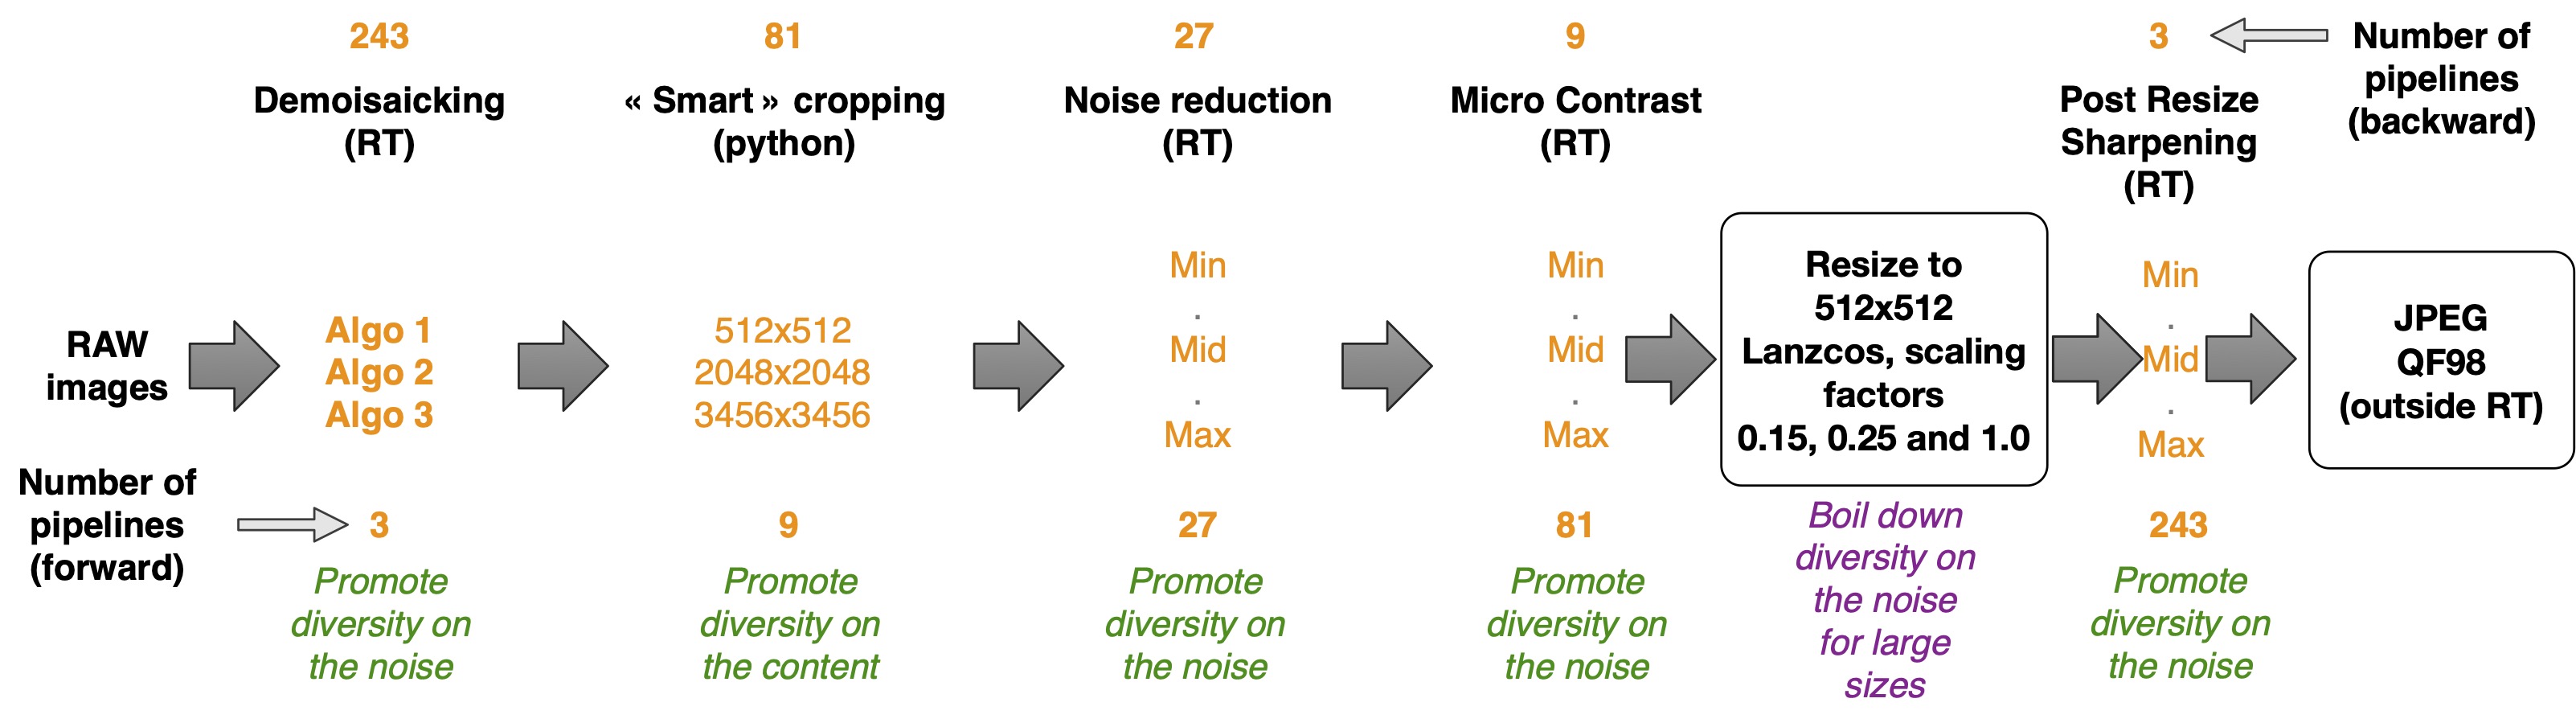 243
81
27
9
3
Number of
pipelines
(backward)
Demoisaicking
(RT)
« Smart » cropping
(python)
Noise reduction
(RT)
Micro Contrast
(RT)
Post Resize
Sharpening
(RT)
RAW
images
Algo 1
Algo 2
Algo 3
512x512
2048x2048
3456x3456
Min
.
Mid
.
Max
Min
.
Mid
.
Max
Resize to
512x512
Lanzcos, scaling
factors
0.15, 0.25 and 1.0
Min
.
Mid
.
Max
JPEG
QF98
(outside RT)
Number of
pipelines
(forward)
3
9
27
81
243
Promote
diversity on
the noise
Promote
diversity on
the content
Promote
diversity on
the noise
Promote
diversity on
the noise
Boil down
diversity on
the noise
for large
sizes
Promote
diversity on
the noise